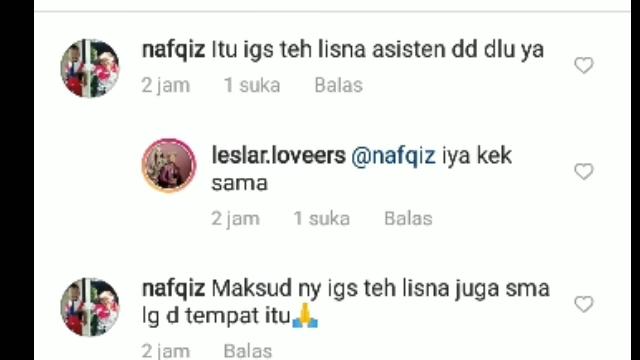 nafqiz Itu igs teh lisna asisten dd dlu ya
2 jam 1 suka Balas
leslar.loveers @nafqiz iya kek
sama
2 jam 1 suka Balas
nafqiz Maksud ny igs teh lisna juga sma
lg d tempat itu🙏
2 jam Balas